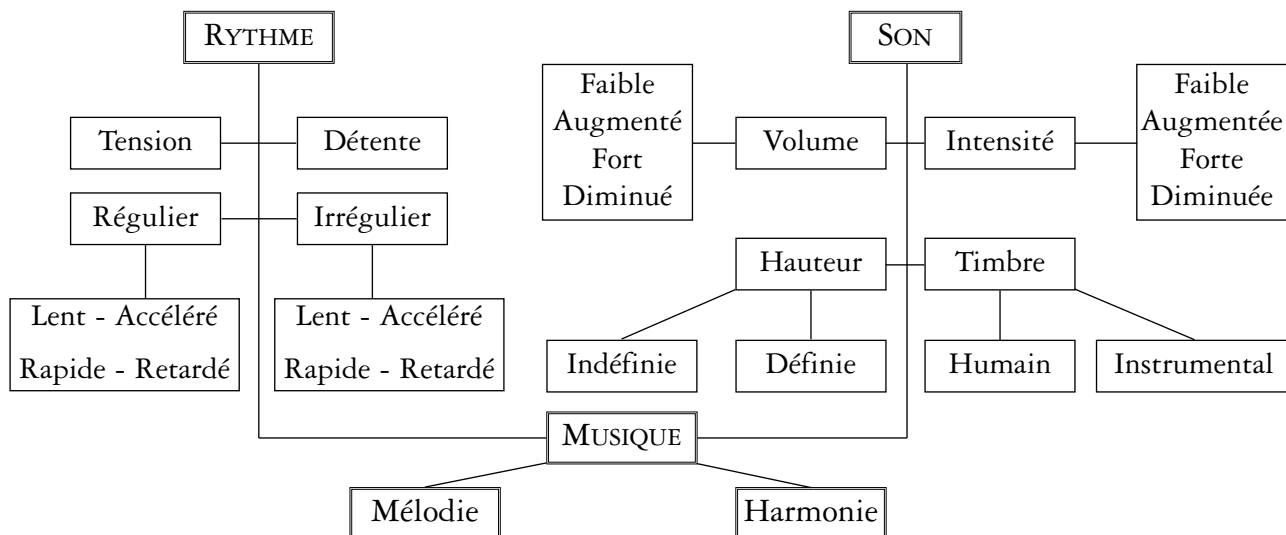 RYTHME
SON
Tension
Détente
Régulier
Irrégulier
Lent - Accéléré
Rapide - Retardé
Lent - Accéléré
Rapide - Retardé
Faible
Augmenté
Fort
Diminué
Volume
Intensité
Faible
Augmentée
Forte
Diminuée
Hauteur
Timbre
Indéfinie
Définie
Humain
Instrumental
MUSIQUE
Mélodie
Harmonie